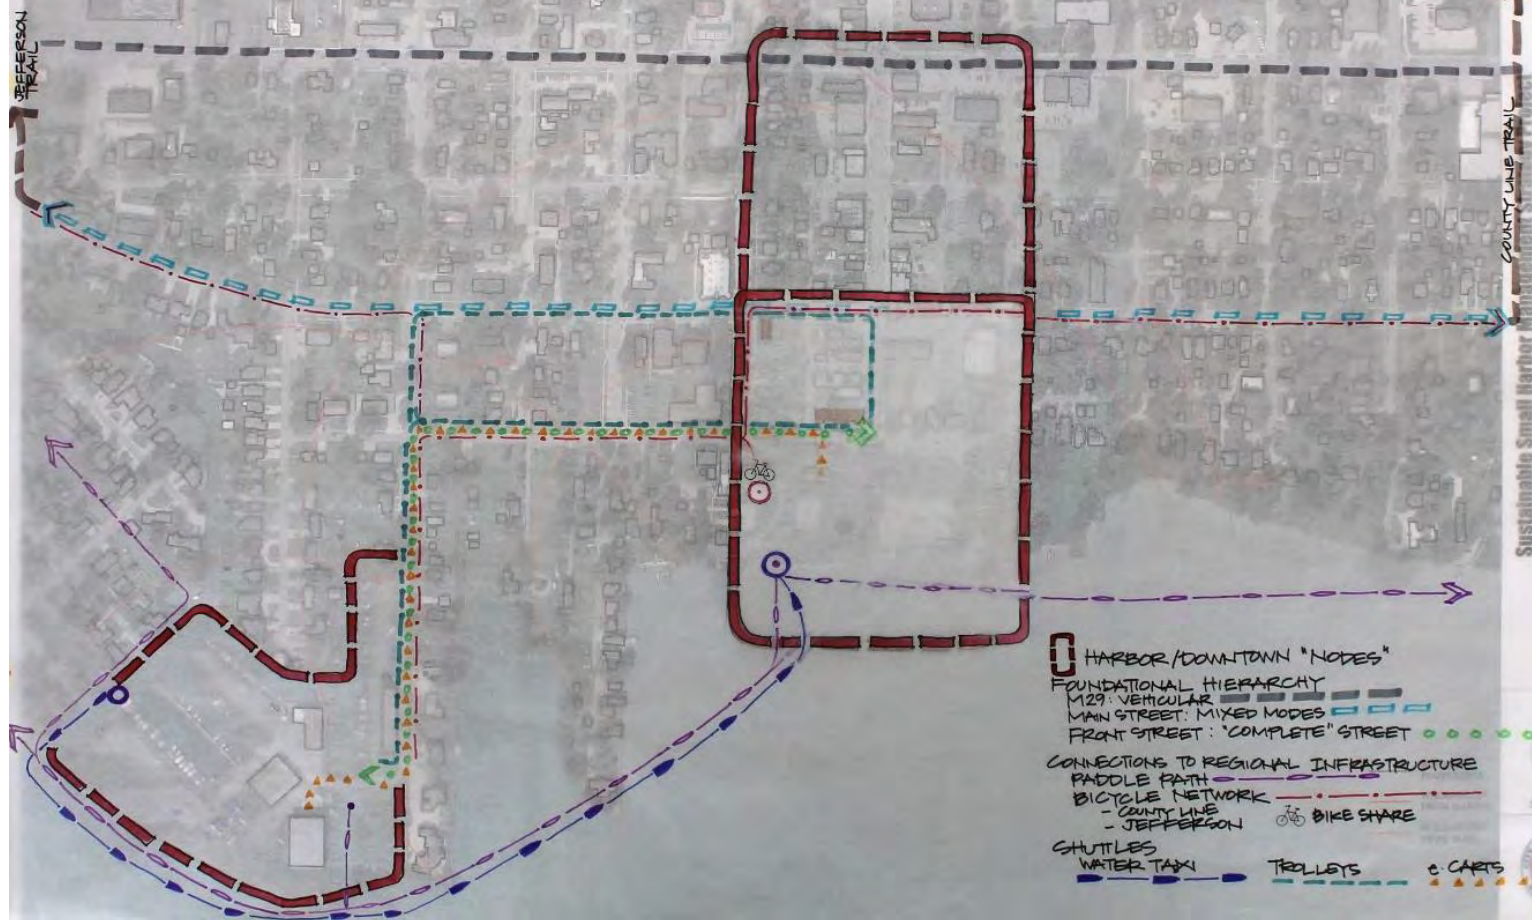 JEFFERSON
TRAIL
COUNTY LINE TRAIL
Sustainable Small Harbor
HARBOR/DOWNTOWN "NODES"
FOUNDATIONAL HIERARCHY
M29: VEHICULAR
MAIN STREET: MIXED MODES
FRONT STREET: "COMPLETE" STREET
CONNECTIONS TO REGIONAL INFRASTRUCTURE
PADDLE PATH
BICYCLE NETWORK
- COUNTY LINE
- JEFFERSON
BIKE SHARE
SHUTTLES
WATER TAXI
TROLLEYS
e-CARTS